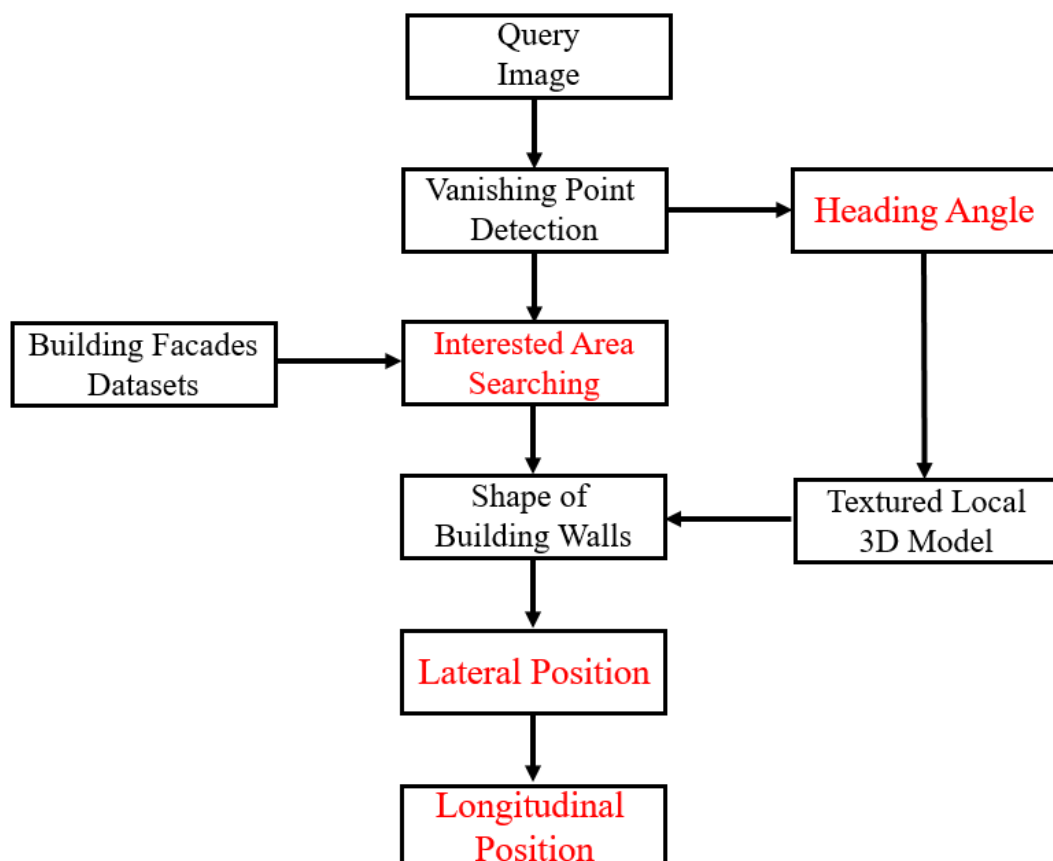 Query
Image
Vanishing Point
Detection
Heading Angle
Building Facades
Datasets
Interested Area
Searching
Shape of
Building Walls
Textured Local
3D Model
Lateral Position
Longitudinal
Position